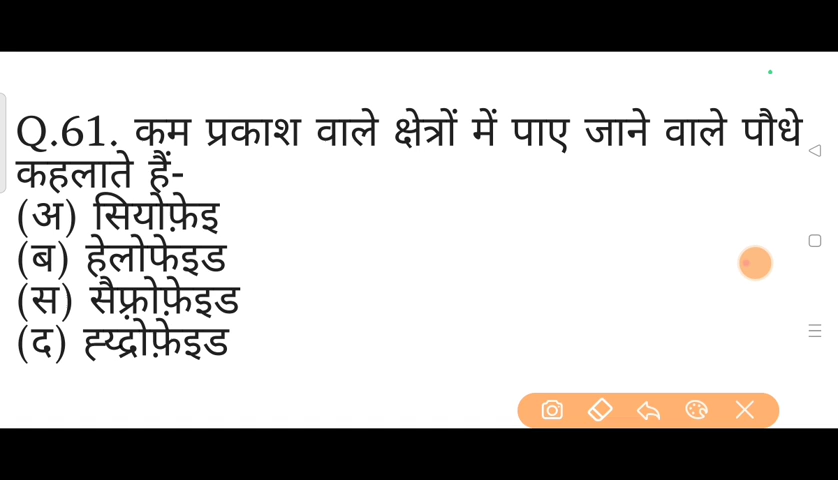 Q.61. कम प्रकाश वाले क्षेत्रों में पाए जाने वाले पौधे
कहलाते हैं-
(अ) सियोफ़ेइ
(ब) हेलोफेइड
(स) सैफ़्रोफ़ेइड
(द) ह्य्द्रोफ़ेइड